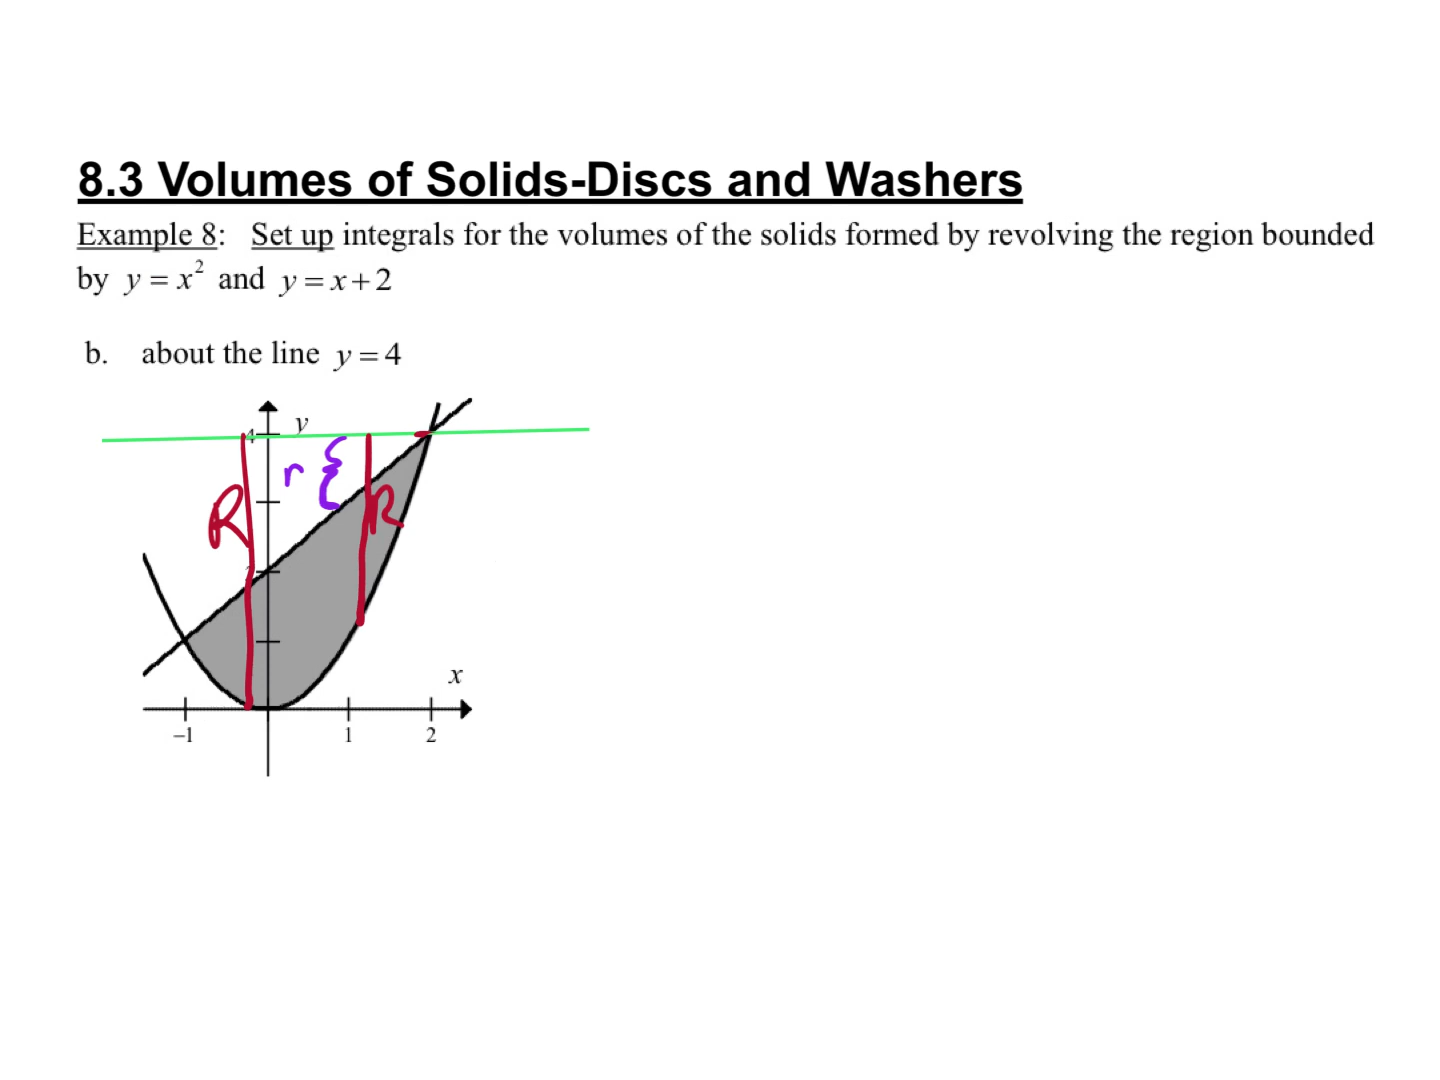 8.3 Volumes of Solids-Discs and Washers
Example 8: Set up integrals for the volumes of the solids formed by revolving the region bounded
by y = x² and y = x+2
b. about the line y = 4
y
4
r
R
R
x
–1
1
2